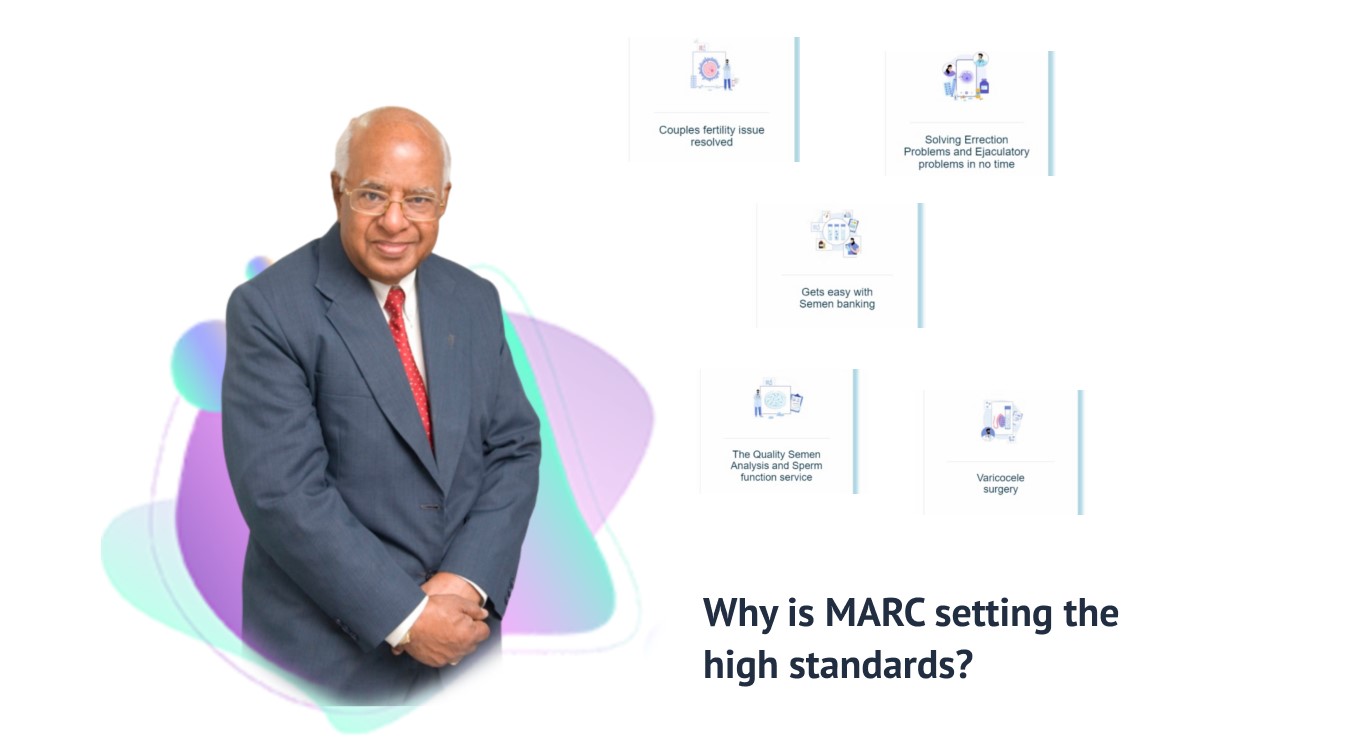 Couples fertility issue
resolved
Solving Errection
Problems and Ejaculatory
problems in no time
Gets easy with
Semen banking
The Quality Semen
Analysis and Sperm
function service
Varicocele
surgery
Why is MARC setting the
high standards?